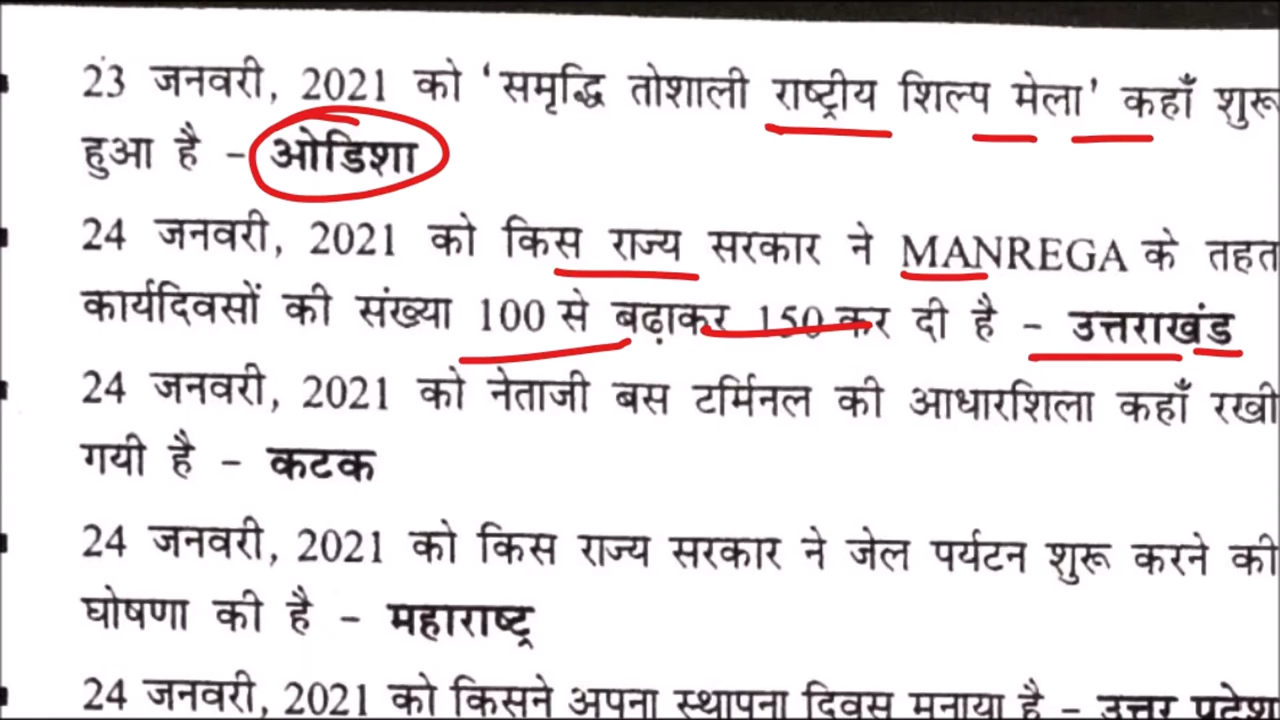 23 जनवरी, 2021 को ‘समृद्धि तोशाली राष्ट्रीय शिल्प मेला’ कहाँ शुरू
हुआ है - ओडिशा
24 जनवरी, 2021 को किस राज्य सरकार ने MANREGA के तहत
कार्यदिवसों की संख्या 100 से बढ़ाकर 150 कर दी है - उत्तराखंड
24 जनवरी, 2021 को नेताजी बस टर्मिनल की आधारशिला कहाँ रखी
गयी है - कटक
24 जनवरी, 2021 को किस राज्य सरकार ने जेल पर्यटन शुरू करने की
घोषणा की है - महाराष्ट्र
24 जनवरी, 2021 को किसने अपना स्थापना दिवस मनाया है - उत्तर प्रदेश